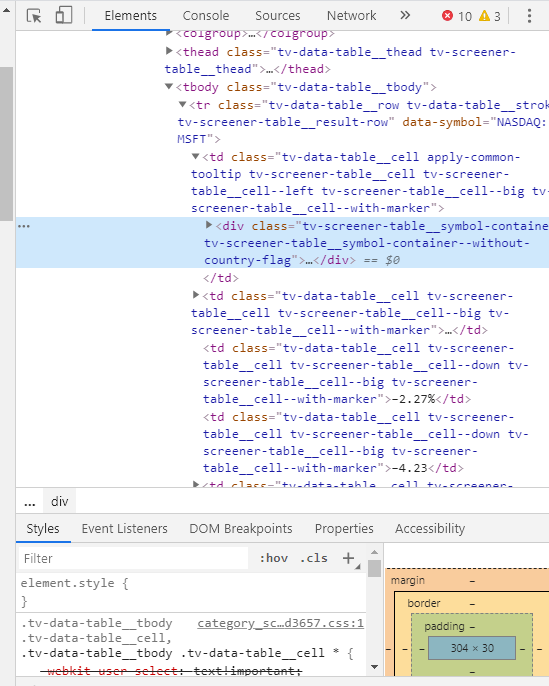 Elements Console Sources Network » 10 3
<colgroup>…</colgroup>
<thead class="tv-data-table__thead tv-screener-
table__thead">…</thead>
<tbody class="tv-data-table__tbody">
<tr class="tv-data-table__row tv-data-table__strok
tv-screener-table__result-row" data-symbol="NASDAQ:
MSFT">
<td class="tv-data-table__cell apply-common-
tooltip tv-screener-table__cell tv-screener-
table__cell--left tv-screener-table__cell--big tv-
screener-table__cell--with-marker">
… <div class="tv-screener-table__symbol-containe
tv-screener-table__symbol-container--without-
country-flag">…</div> == $0
</td>
<td class="tv-data-table__cell tv-screener-
table__cell tv-screener-table__cell--big tv-
screener-table__cell--with-marker">…</td>
<td class="tv-data-table__cell tv-screener-
table__cell tv-screener-table__cell--down tv-
screener-table__cell--big tv-screener-
table__cell--with-marker">−2.27%</td>
<td class="tv-data-table__cell tv-screener-
table__cell tv-screener-table__cell--down tv-
screener-table__cell--big tv-screener-
table__cell--with-marker">−4.23</td>
<td class="tv-data-table__cell tv-screener-
... div
Styles Event Listeners DOM Breakpoints Properties Accessibility
Filter :hov .cls +
element.style {
}
.tv-data-table__tbody category_sc…d3657.css:1
.tv-data-table__cell,
.tv-data-table__tbody .tv-data-table__cell * {
-webkit-user-select: text!important;
margin –
border –
padding –
– – – 304 × 30 – – –
–